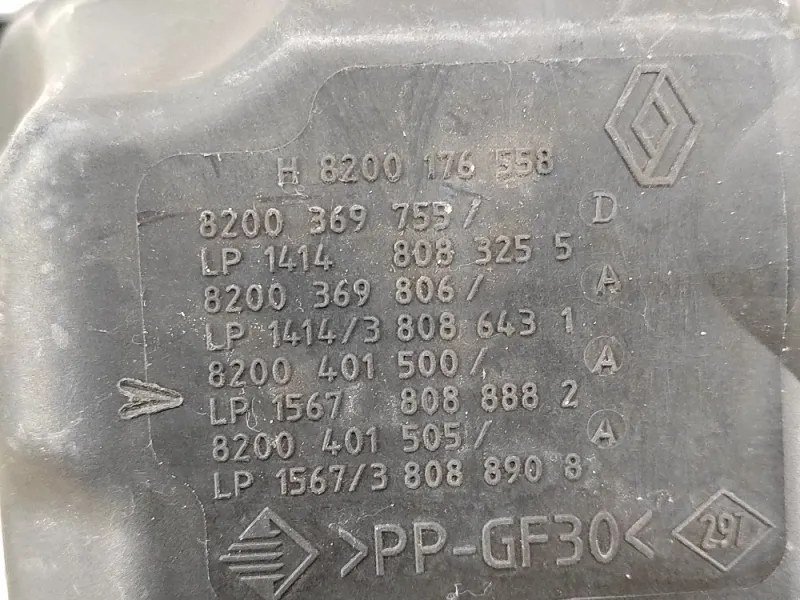 H 8200 176 558
8200 369 755/ D
LP 1414 808 325 5
8200 369 806/ A
LP 1414/3 808 643 1
8200 401 500/ A
LP 1567 808 888 2
8200 401 505/ A
LP 1567/3 808 890 8
>PP-GF30< 297